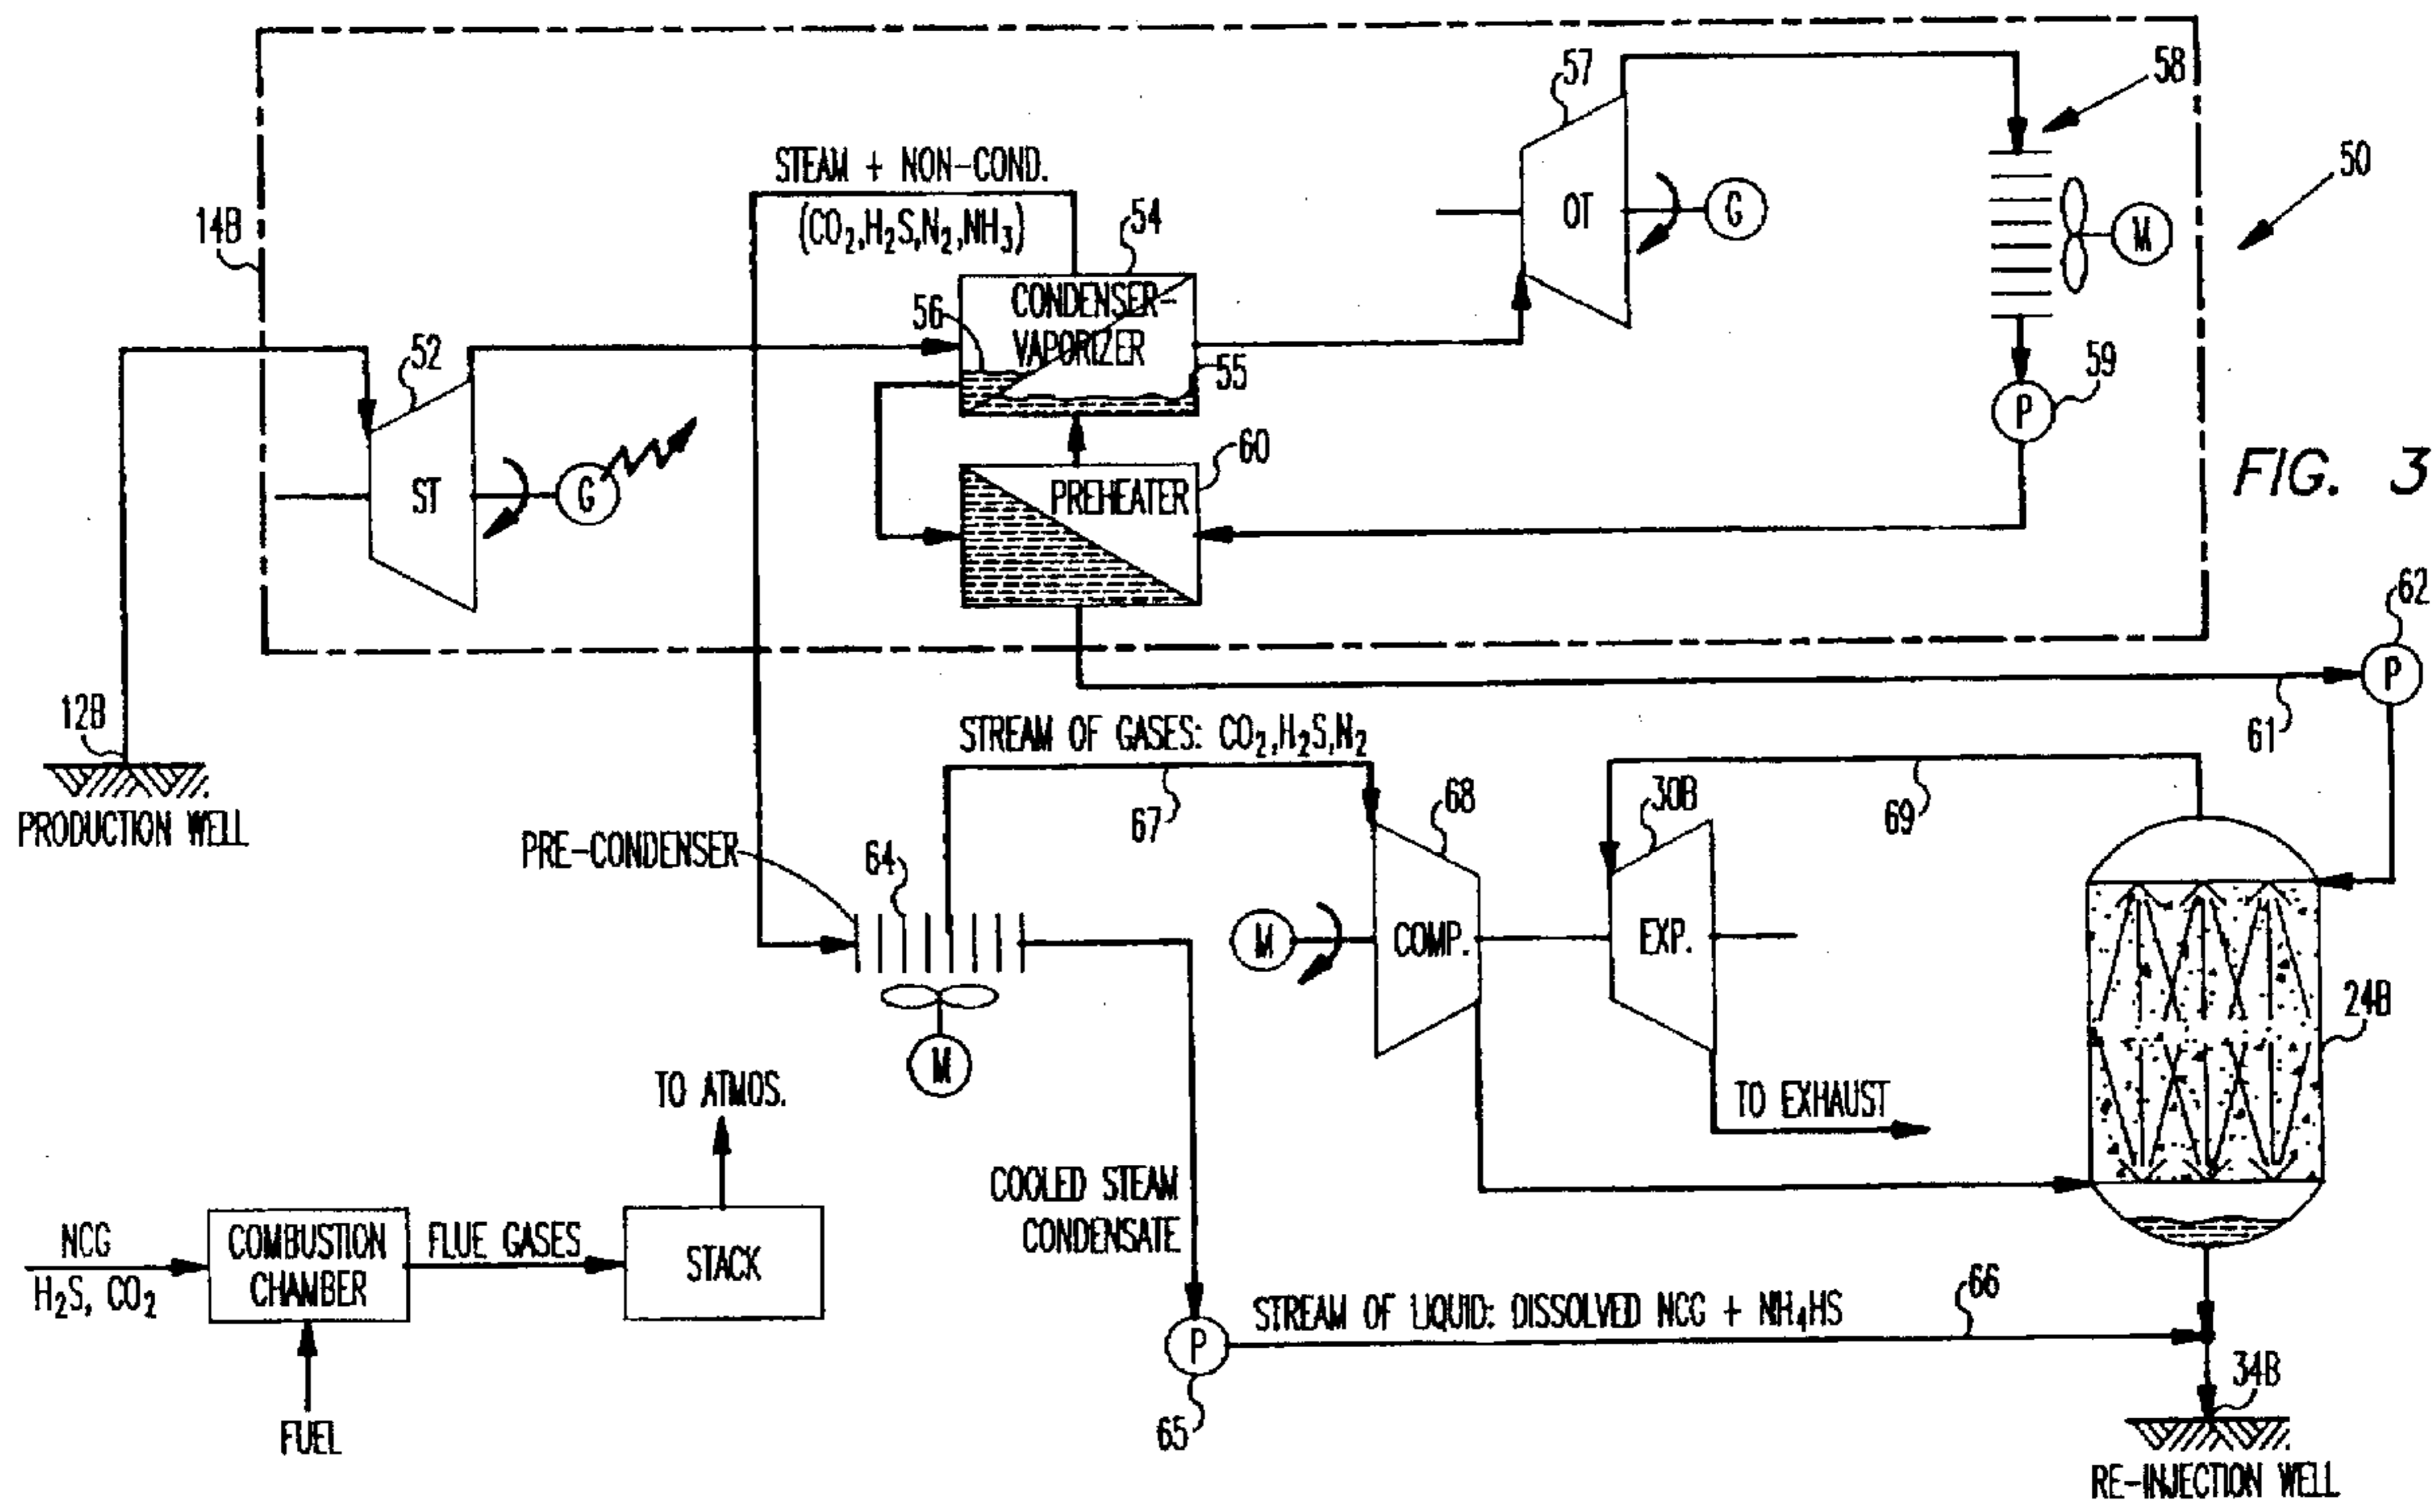 57
58
STEAM + NON-COND.
50
14B
(CO₂,H₂S,N₂,NH₃)
54
OT
G
M
CONDENSER-
VAPORIZER
56
52
55
59
P
60
FIG. 3
ST
G
PREHEATER
62
P
12B
61
STREAM OF GASES: CO₂,H₂S,N₂
PRODUCTION WELL
67
68
30B
69
PRE-CONDENSER
64
M
COMP.
EXP.
24B
M
TO ATMOS.
TO EXHAUST
COOLED STEAM
CONDENSATE
NCG
H₂S, CO₂
COMBUSTION
CHAMBER
FLUE GASES
STACK
66
STREAM OF LIQUID: DISSOLVED NCG + NH₄HS
P
34B
65
FUEL
RE-INJECTION WELL